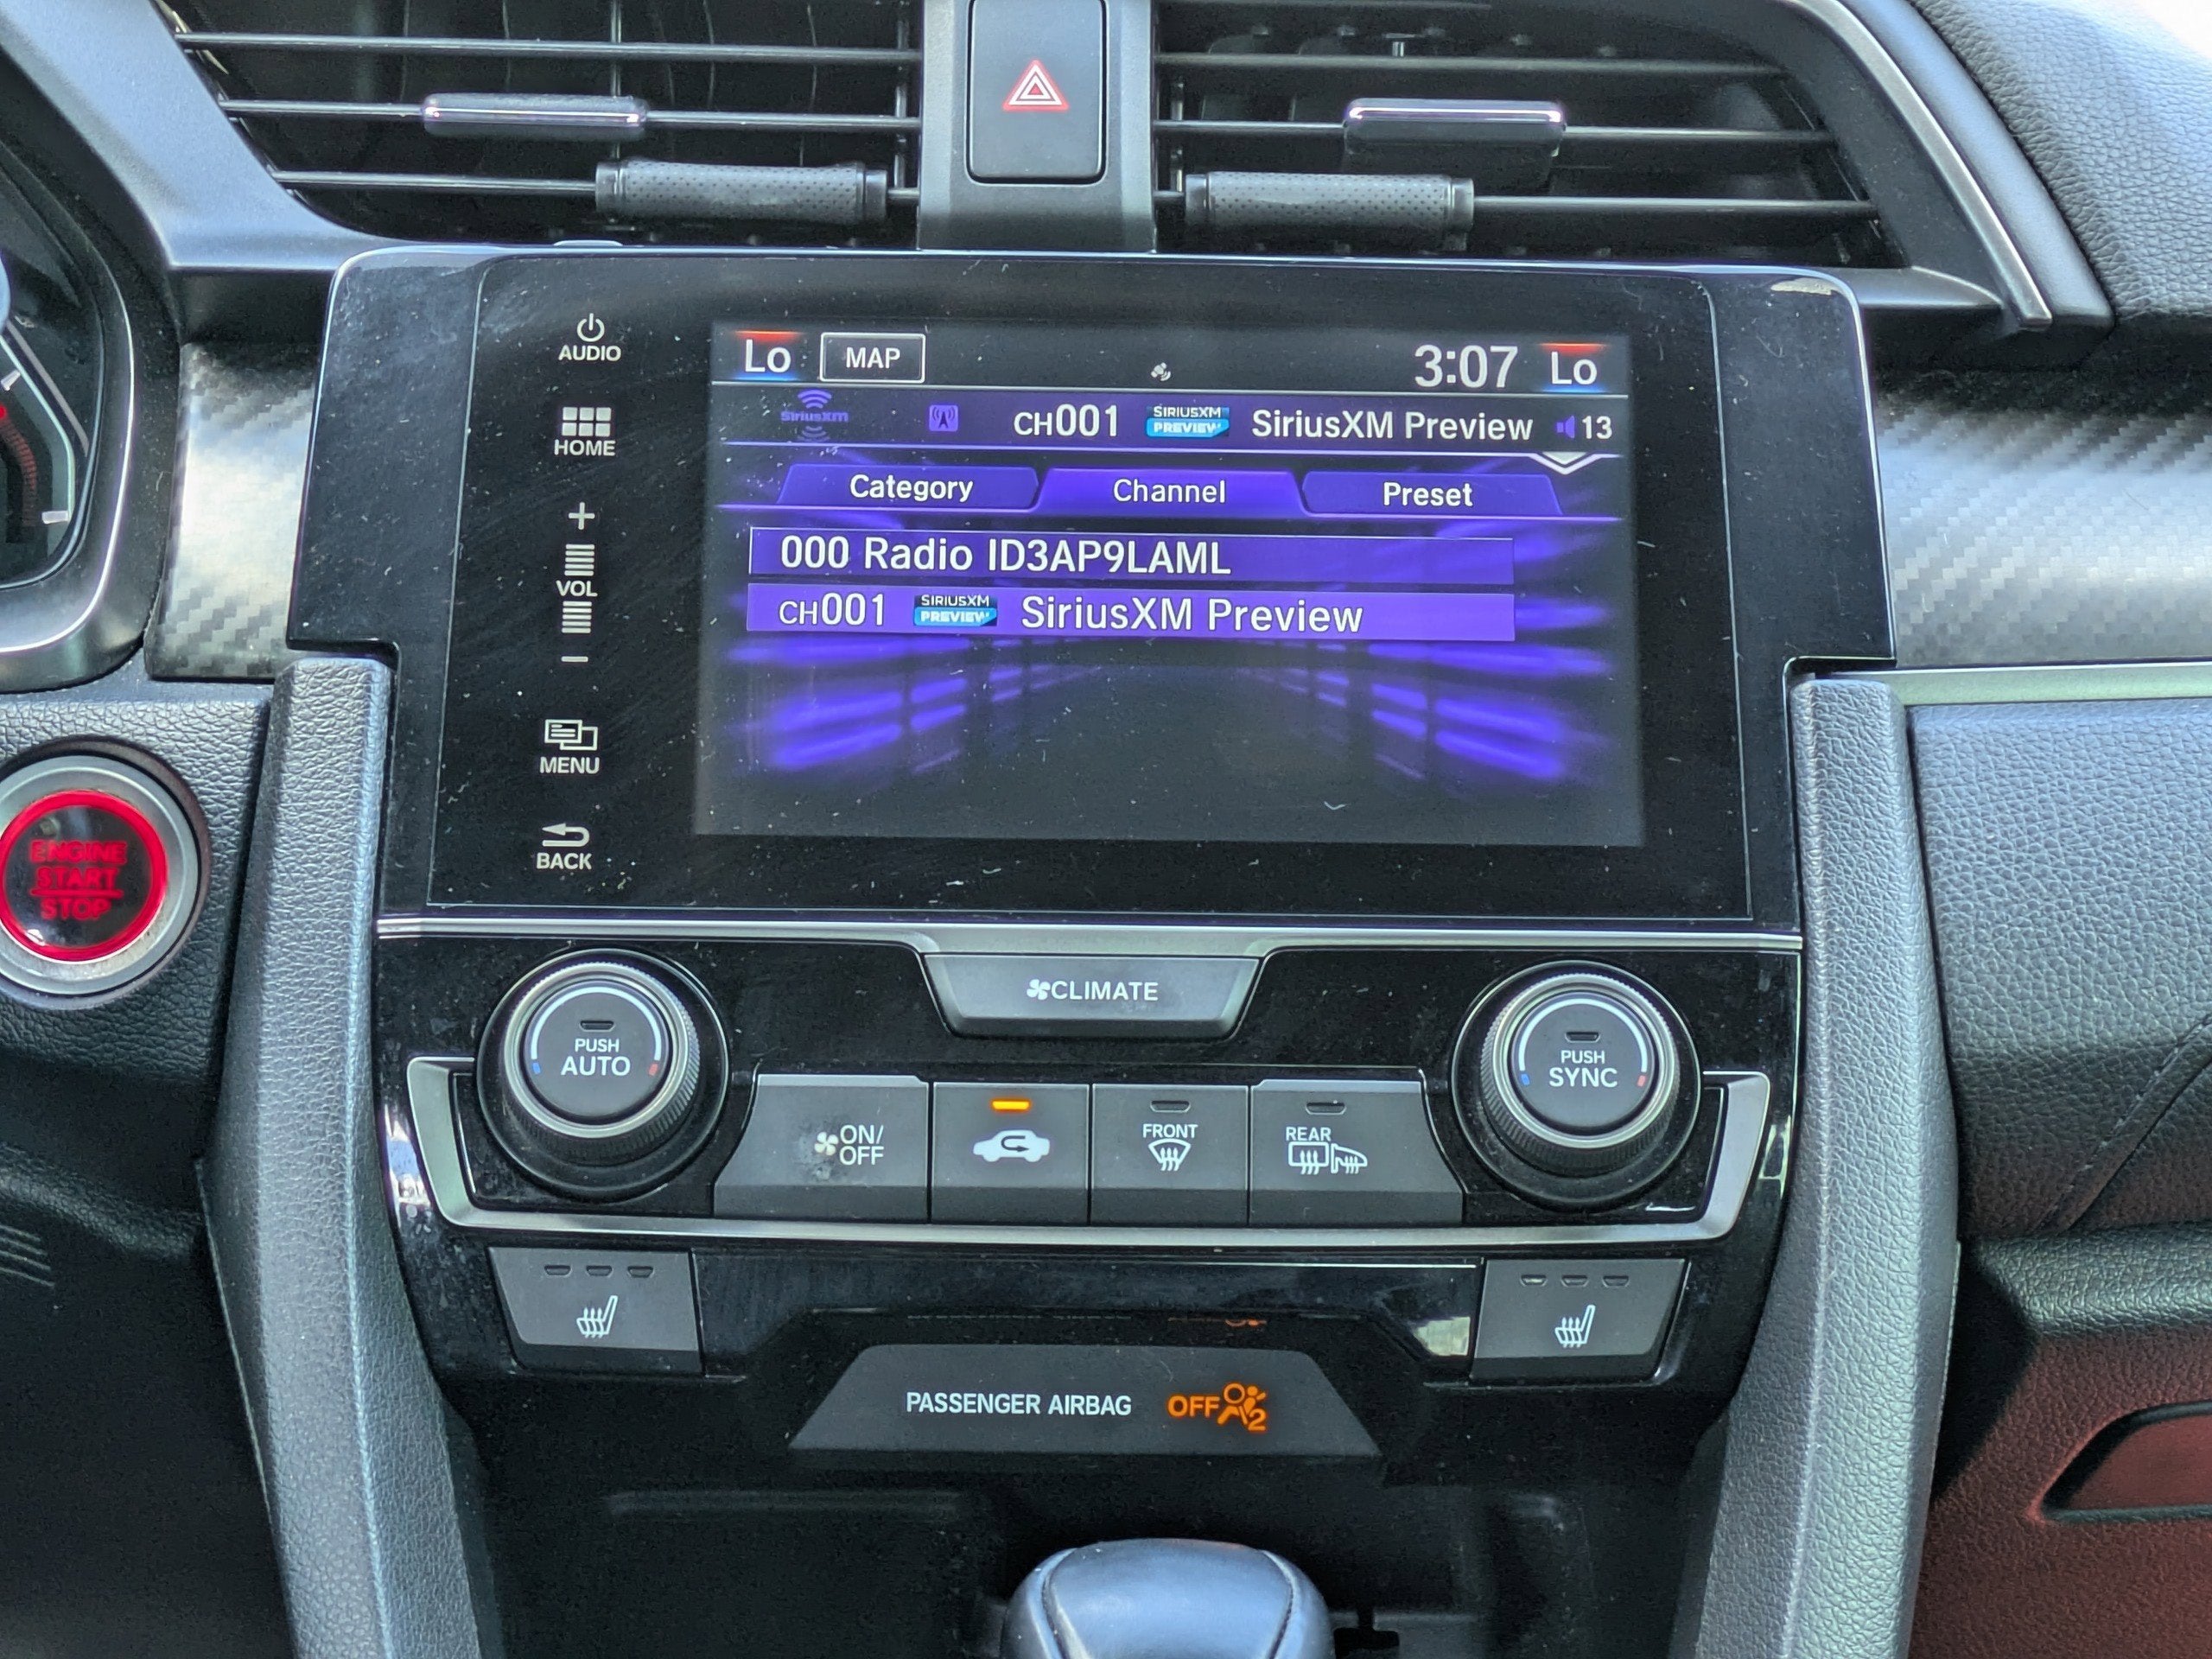 AUDIO
HOME
+
VOL
−
MENU
BACK
Lo MAP 3:07 Lo
SiriusXM CH001 SIRIUSXM PREVIEW SiriusXM Preview 13
Category Channel Preset
000 Radio ID3AP9LAML
CH001 SIRIUSXM PREVIEW SiriusXM Preview
ENGINE
START
STOP
CLIMATE
PUSH
AUTO
ON/
OFF
FRONT
REAR
PUSH
SYNC
PASSENGER AIRBAG OFF 2